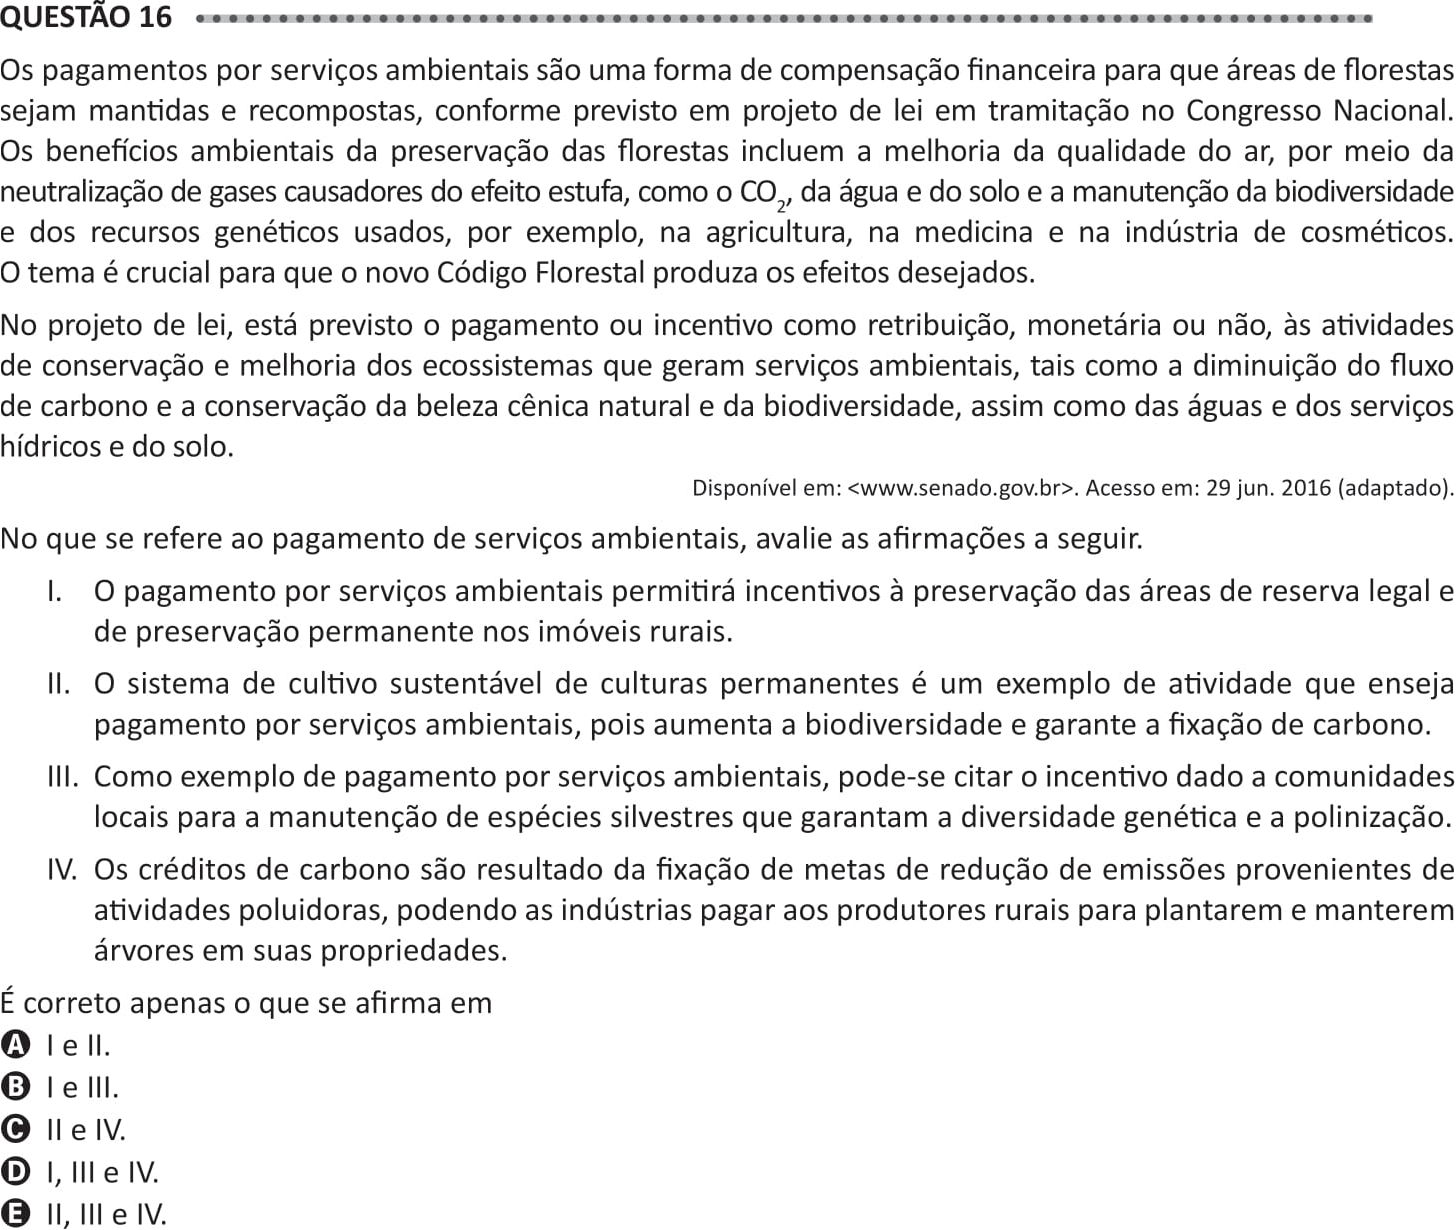 QUESTÃO 16
Os pagamentos por serviços ambientais são uma forma de compensação financeira para que áreas de florestas
sejam mantidas e recompostas, conforme previsto em projeto de lei em tramitação no Congresso Nacional.
Os benefícios ambientais da preservação das florestas incluem a melhoria da qualidade do ar, por meio da
neutralização de gases causadores do efeito estufa, como o CO₂, da água e do solo e a manutenção da biodiversidade
e dos recursos genéticos usados, por exemplo, na agricultura, na medicina e na indústria de cosméticos.
O tema é crucial para que o novo Código Florestal produza os efeitos desejados.
No projeto de lei, está previsto o pagamento ou incentivo como retribuição, monetária ou não, às atividades
de conservação e melhoria dos ecossistemas que geram serviços ambientais, tais como a diminuição do fluxo
de carbono e a conservação da beleza cênica natural e da biodiversidade, assim como das águas e dos serviços
hídricos e do solo.
Disponível em: <www.senado.gov.br>. Acesso em: 29 jun. 2016 (adaptado).
No que se refere ao pagamento de serviços ambientais, avalie as afirmações a seguir.
I. O pagamento por serviços ambientais permitirá incentivos à preservação das áreas de reserva legal e
de preservação permanente nos imóveis rurais.
II. O sistema de cultivo sustentável de culturas permanentes é um exemplo de atividade que enseja
pagamento por serviços ambientais, pois aumenta a biodiversidade e garante a fixação de carbono.
III. Como exemplo de pagamento por serviços ambientais, pode-se citar o incentivo dado a comunidades
locais para a manutenção de espécies silvestres que garantam a diversidade genética e a polinização.
IV. Os créditos de carbono são resultado da fixação de metas de redução de emissões provenientes de
atividades poluidoras, podendo as indústrias pagar aos produtores rurais para plantarem e manterem
árvores em suas propriedades.
É correto apenas o que se afirma em
A I e II.
B I e III.
C II e IV.
D I, III e IV.
E II, III e IV.